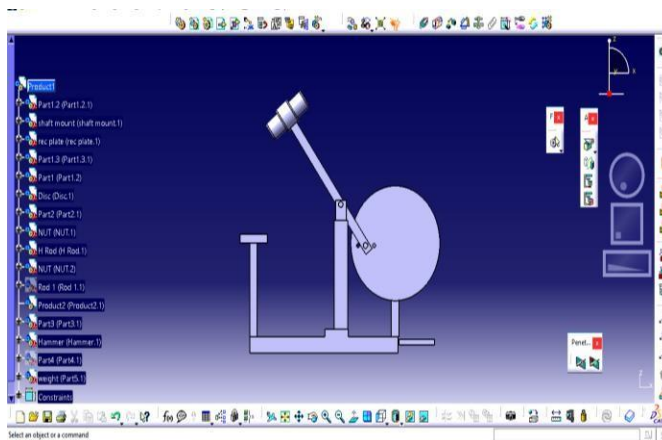 Product1
Part1.2 (Part1.2.1)
shaft mount (shaft mount.1)
rec plate (rec plate.1)
Part1.3 (Part1.3.1)
Part1 (Part1.2)
Disc (Disc.1)
Part2 (Part2.1)
NUT (NUT.1)
H Rod (H Rod.1)
NUT (NUT.2)
Rod 1 (Rod 1.1)
Product2 (Product2.1)
Part3 (Part3.1)
Hammer (Hammer.1)
Part4 (Part4.1)
weight (Part5.1)
Constraints
Penet...
Select an object or a command